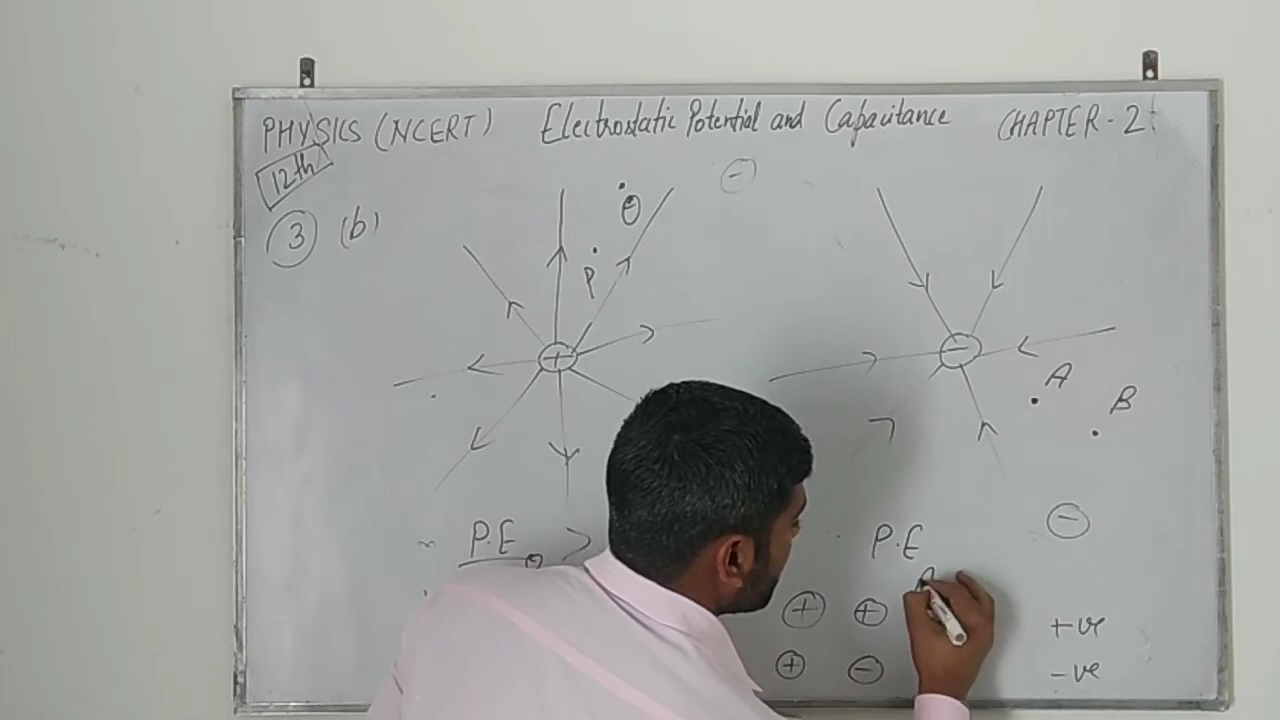 PHYSICS (NCERT) Electrostatic Potential and Capacitance CHAPTER-2
12th
3 (b)
Q
P
+
−
−
A
B
P.E Q >
P.E A
−
+ +
+ −
+ve
-ve